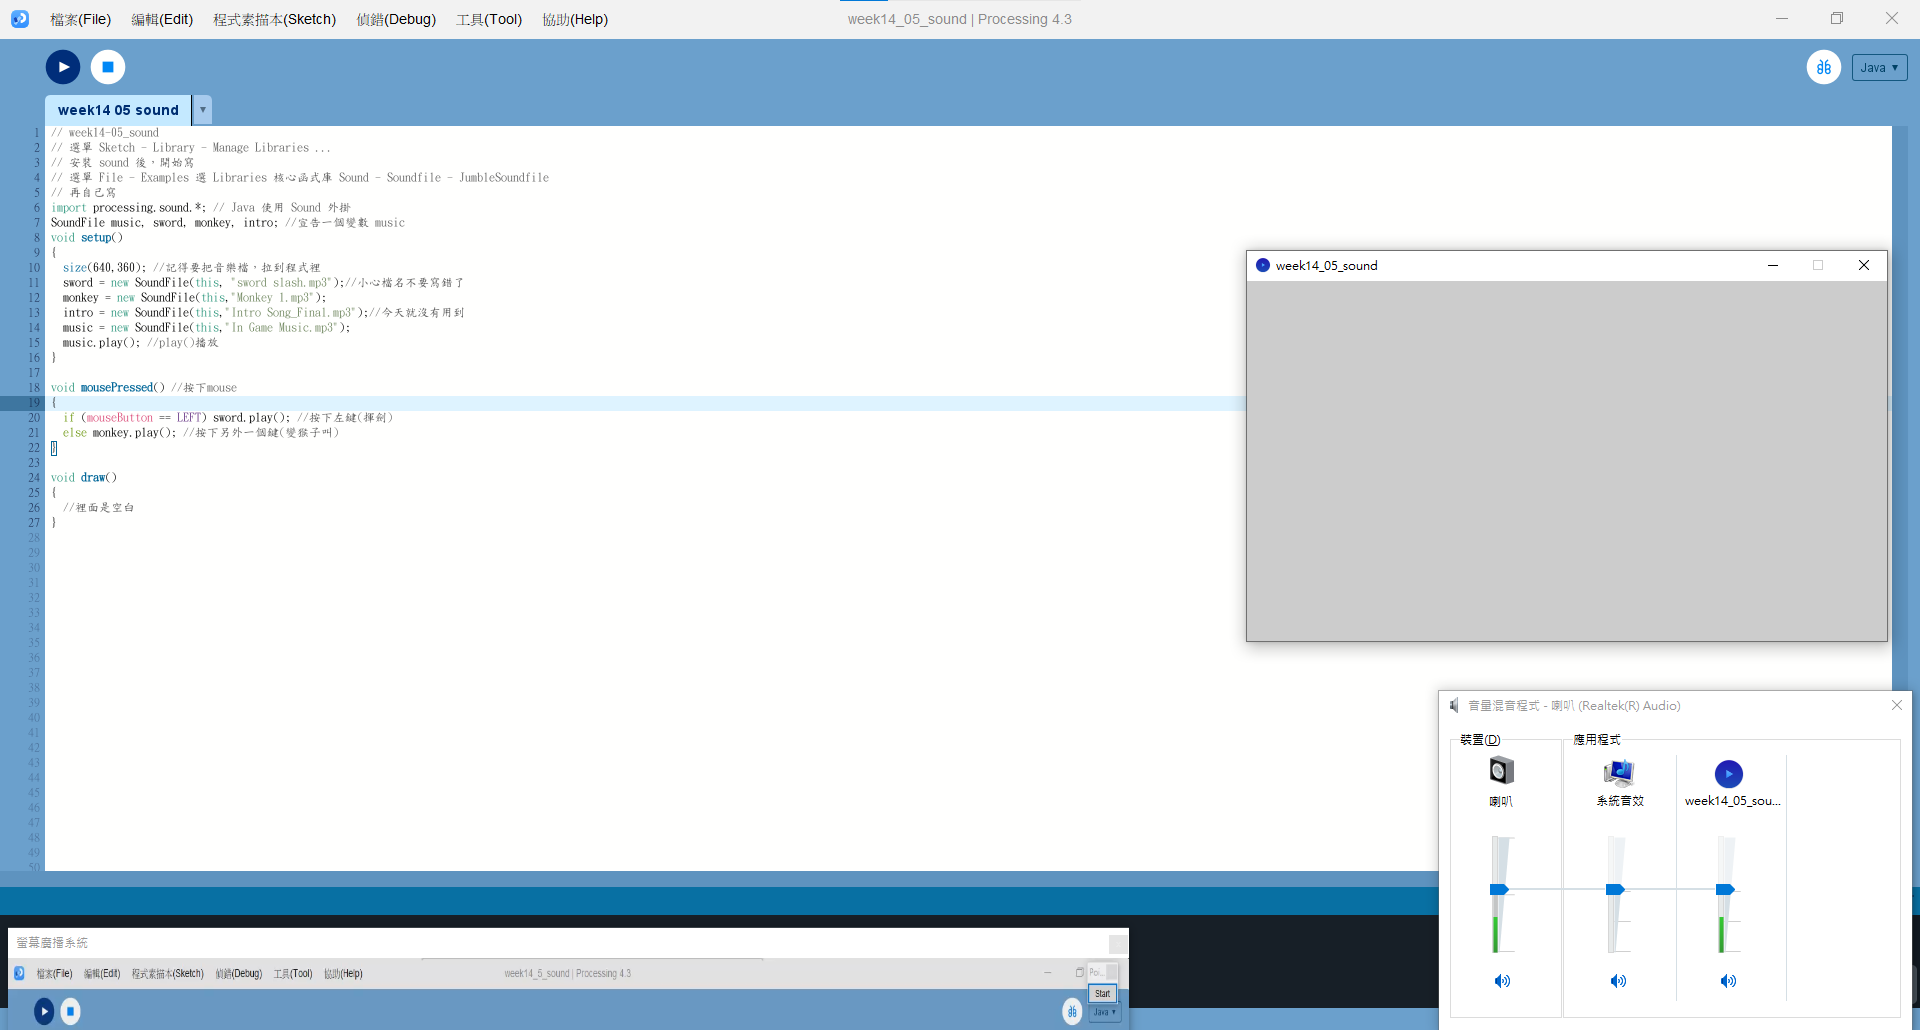 檔案(File) 編輯(Edit) 程式素描本(Sketch) 偵錯(Debug) 工具(Tool) 協助(Help) week14_05_sound | Processing 4.3
Java ▼
week14 05 sound ▼
1 // week14-05_sound
2 // 選單 Sketch - Library - Manage Libraries ...
3 // 安裝 sound 後，開始寫
4 // 選單 File - Examples 選 Libraries 核心函式庫 Sound - Soundfile - JumbleSoundfile
5 // 再自己寫
6 import processing.sound.*; // Java 使用 Sound 外掛
7 SoundFile music, sword, monkey, intro; //宣告一個變數 music
8 void setup()
9 {
10 size(640,360); //記得要把音樂檔，拉到程式裡
11 sword = new SoundFile(this, "sword slash.mp3");//小心檔名不要寫錯了
12 monkey = new SoundFile(this,"Monkey 1.mp3");
13 intro = new SoundFile(this,"Intro Song_Final.mp3");//今天就沒有用到
14 music = new SoundFile(this,"In Game Music.mp3");
15 music.play(); //play()播放
16 }
17
18 void mousePressed() //按下mouse
19 {
20 if (mouseButton == LEFT) sword.play(); //按下左鍵(揮劍)
21 else monkey.play(); //按下另外一個鍵(變猴子叫)
22 }
23
24 void draw()
25 {
26 //裡面是空白
27 }
28
29
30
31
32
33
34
35
36
37
38
39
40
41
42
43
44
45
46
47
48
49
50
week14_05_sound
音量混音程式 - 喇叭 (Realtek(R) Audio)
裝置(D) 應用程式
喇叭 系統音效 week14_05_sou...
螢幕廣播系統
檔案(File) 編輯(Edit) 程式素描本(Sketch) 偵錯(Debug) 工具(Tool) 協助(Help) week14_5_sound | Processing 4.3
Poi...
Start
Java ▼